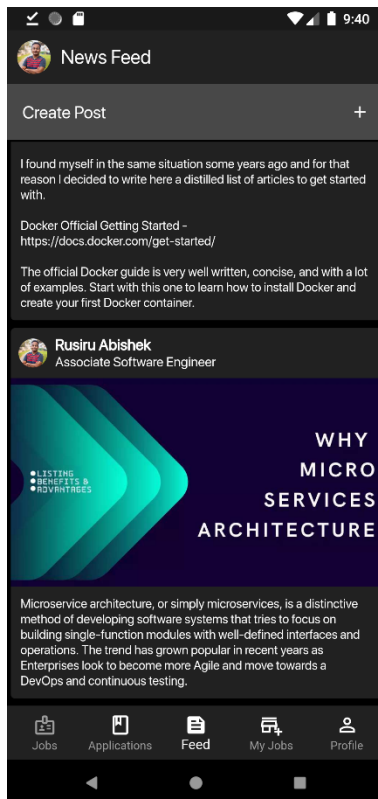 9:40
News Feed
Create Post +
I found myself in the same situation some years ago and for that
reason I decided to write here a distilled list of articles to get started
with.
Docker Official Getting Started -
https://docs.docker.com/get-started/
The official Docker guide is very well written, concise, and with a lot
of examples. Start with this one to learn how to install Docker and
create your first Docker container.
Rusiru Abishek
Associate Software Engineer
LISTING
BENEFITS &
ADVANTAGES
WHY
MICRO
SERVICES
ARCHITECTURE
Microservice architecture, or simply microservices, is a distinctive
method of developing software systems that tries to focus on
building single-function modules with well-defined interfaces and
operations. The trend has grown popular in recent years as
Enterprises look to become more Agile and move towards a
DevOps and continuous testing.
Jobs Applications Feed My Jobs Profile